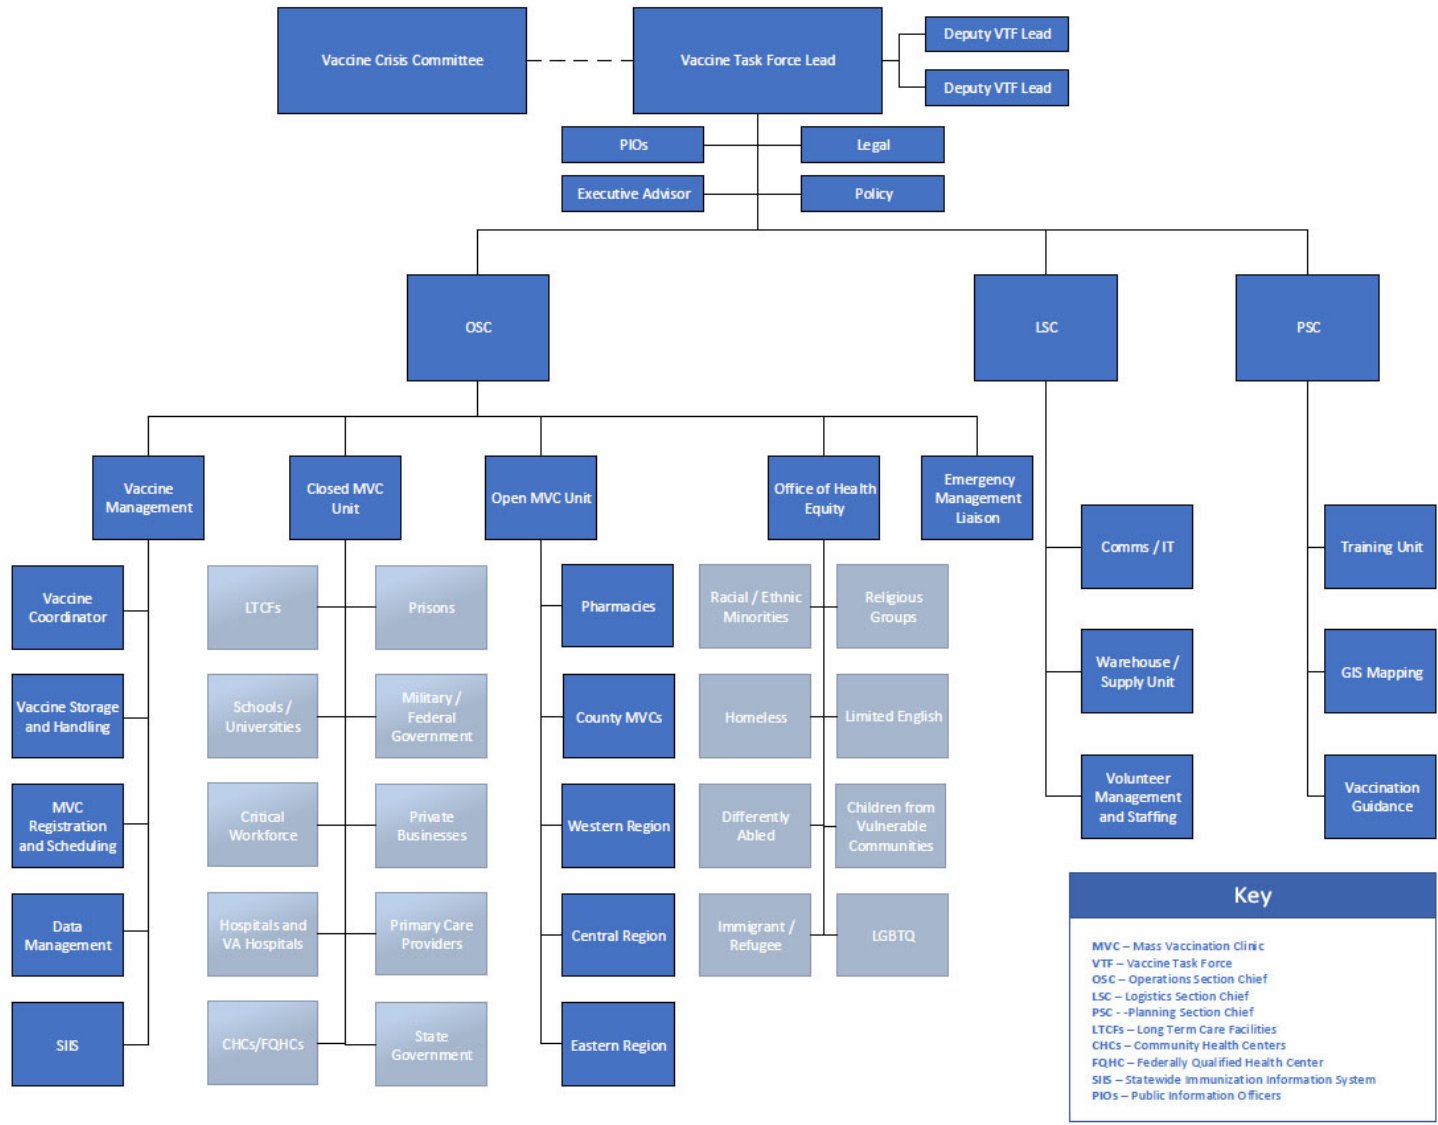 Vaccine Crisis Committee
Vaccine Task Force Lead
Deputy VTF Lead
Deputy VTF Lead
PIOs
Legal
Executive Advisor
Policy
OSC
LSC
PSC
Vaccine
Management
Closed MVC
Unit
Open MVC Unit
Office of Health
Equity
Emergency
Management
Liaison
Vaccine
Coordinator
Vaccine Storage
and Handling
MVC
Registration
and Scheduling
Data
Management
SIIS
LTCFs
Prisons
Schools /
Universities
Military /
Federal
Government
Critical
Workforce
Private
Businesses
Hospitals and
VA Hospitals
Primary Care
Providers
CHCs/FQHCs
State
Government
Pharmacies
County MVCs
Western Region
Central Region
Eastern Region
Racial / Ethnic
Minorities
Religious
Groups
Homeless
Limited English
Differently
Abled
Children from
Vulnerable
Communities
Immigrant /
Refugee
LGBTQ
Comms / IT
Warehouse /
Supply Unit
Volunteer
Management
and Staffing
Training Unit
GIS Mapping
Vaccination
Guidance
Key
MVC – Mass Vaccination Clinic
VTF – Vaccine Task Force
OSC – Operations Section Chief
LSC – Logistics Section Chief
PSC - -Planning Section Chief
LTCFs – Long Term Care Facilities
CHCs – Community Health Centers
FQHC – Federally Qualified Health Center
SIIS – Statewide Immunization Information System
PIOs – Public Information Officers